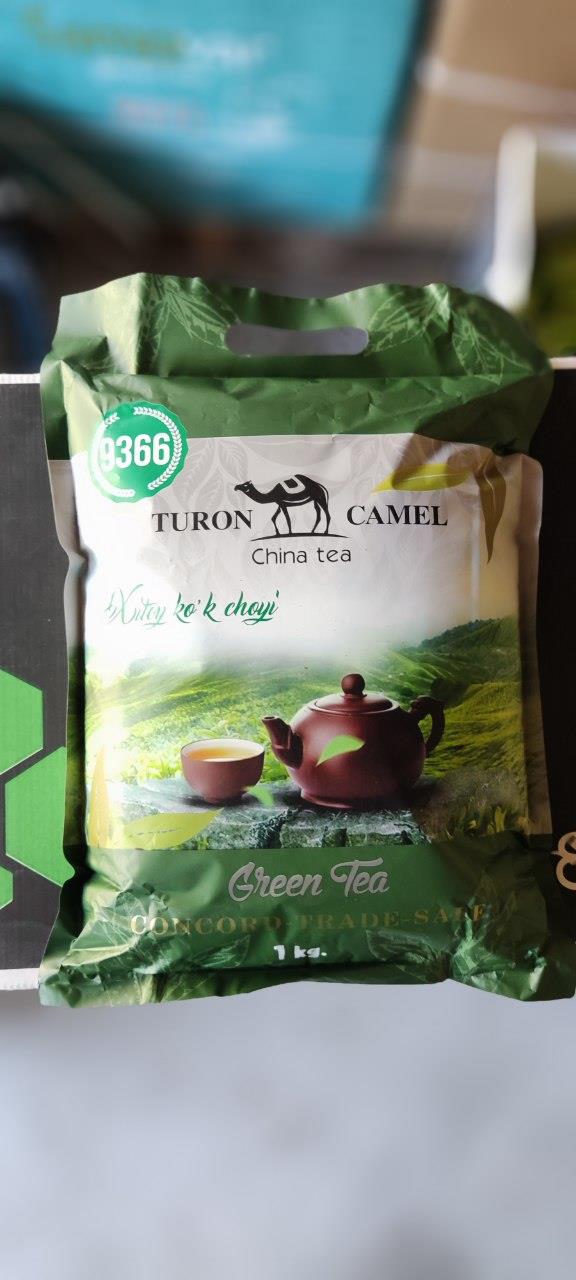 9366
TURON CAMEL
China tea
Xitoy ko'k choyi
Green Tea
CONCORD-TRADE-SALE
1 kg.